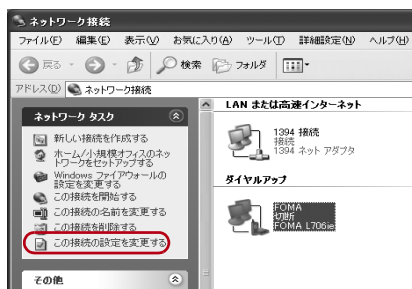 ネットワーク接続
ファイル(F) 編集(E) 表示(V) お気に入り(A) ツール(T) 詳細設定(N) ヘルプ(H)
戻る 検索 フォルダ
アドレス(D) ネットワーク接続
ネットワーク タスク
新しい接続を作成する
ホーム/小規模オフィスのネッ
トワークをセットアップする
Windows ファイアウォールの
設定を変更する
この接続を開始する
この接続の名前を変更する
この接続を削除する
この接続の設定を変更する
その他
LAN または高速インターネット
1394 接続
接続
1394 ネット アダプタ
ダイヤルアップ
FOMA
切断
FOMA L706ie